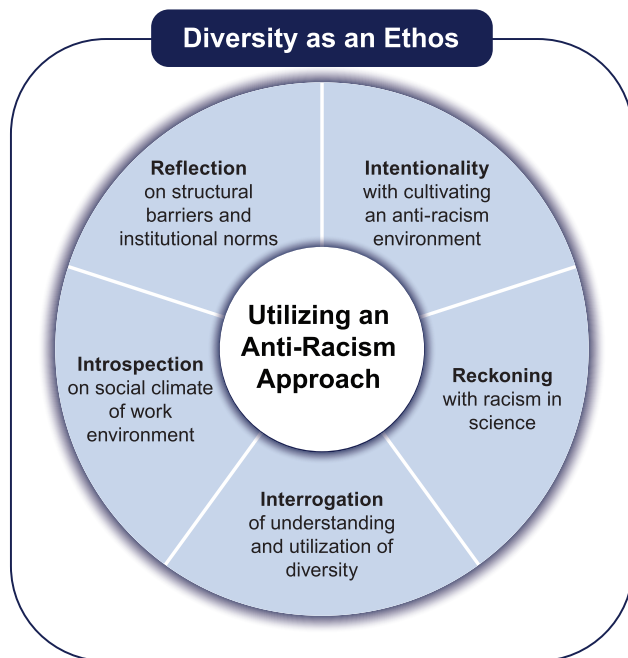 Diversity as an Ethos
Reflection
on structural
barriers and
institutional norms
Intentionality
with cultivating
an anti-racism
environment
Utilizing an
Anti-Racism
Approach
Introspection
on social climate
of work
environment
Reckoning
with racism in
science
Interrogation
of understanding
and utilization of
diversity